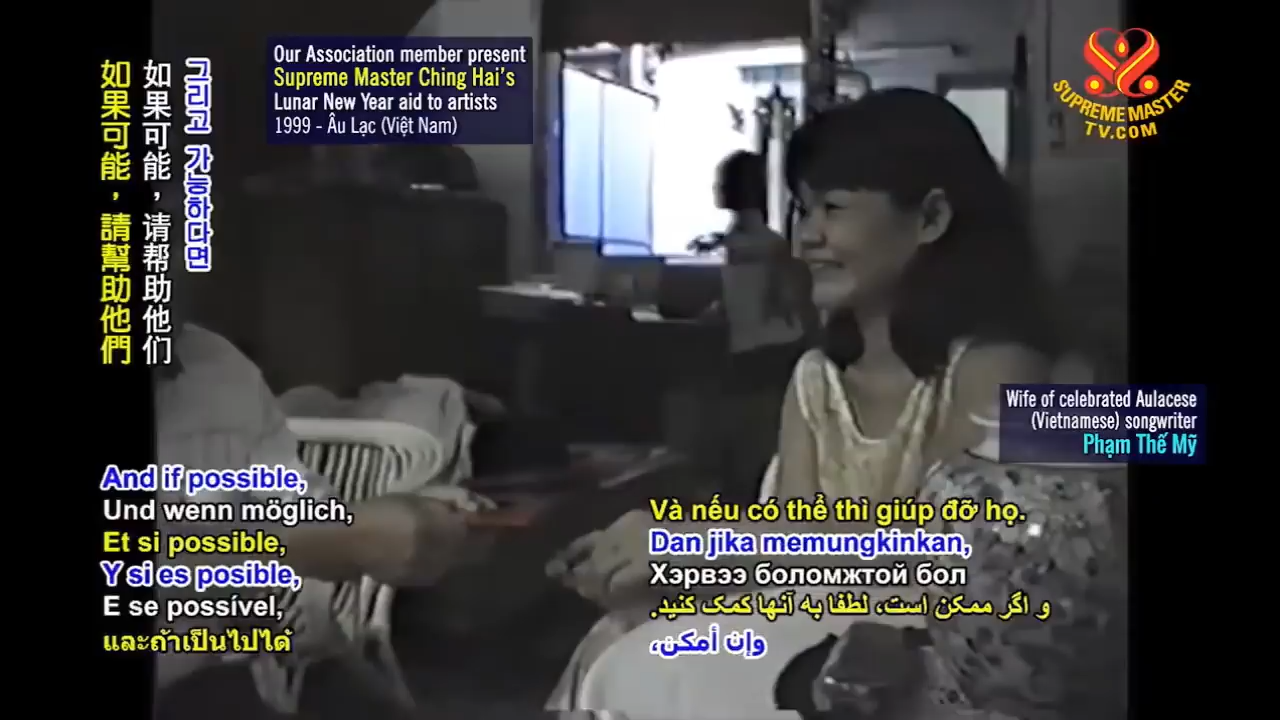 Our Association member present
Supreme Master Ching Hai's
Lunar New Year aid to artists
1999 - Âu Lạc (Việt Nam)
SUPREME MASTER
TV.COM
그리고 가능하다면
如果可能，请帮助他们
如果可能，請幫助他們
Wife of celebrated Aulacese
(Vietnamese) songwriter
Phạm Thế Mỹ
And if possible,
Und wenn möglich,
Et si possible,
Y si es posible,
E se possível,
และถ้าเป็นไปได้
Và nếu có thể thì giúp đỡ họ.
Dan jika memungkinkan,
Хэрвээ боломжтой бол
و اگر ممکن است، لطفا به آنها کمک کنید.
وإن أمكن،